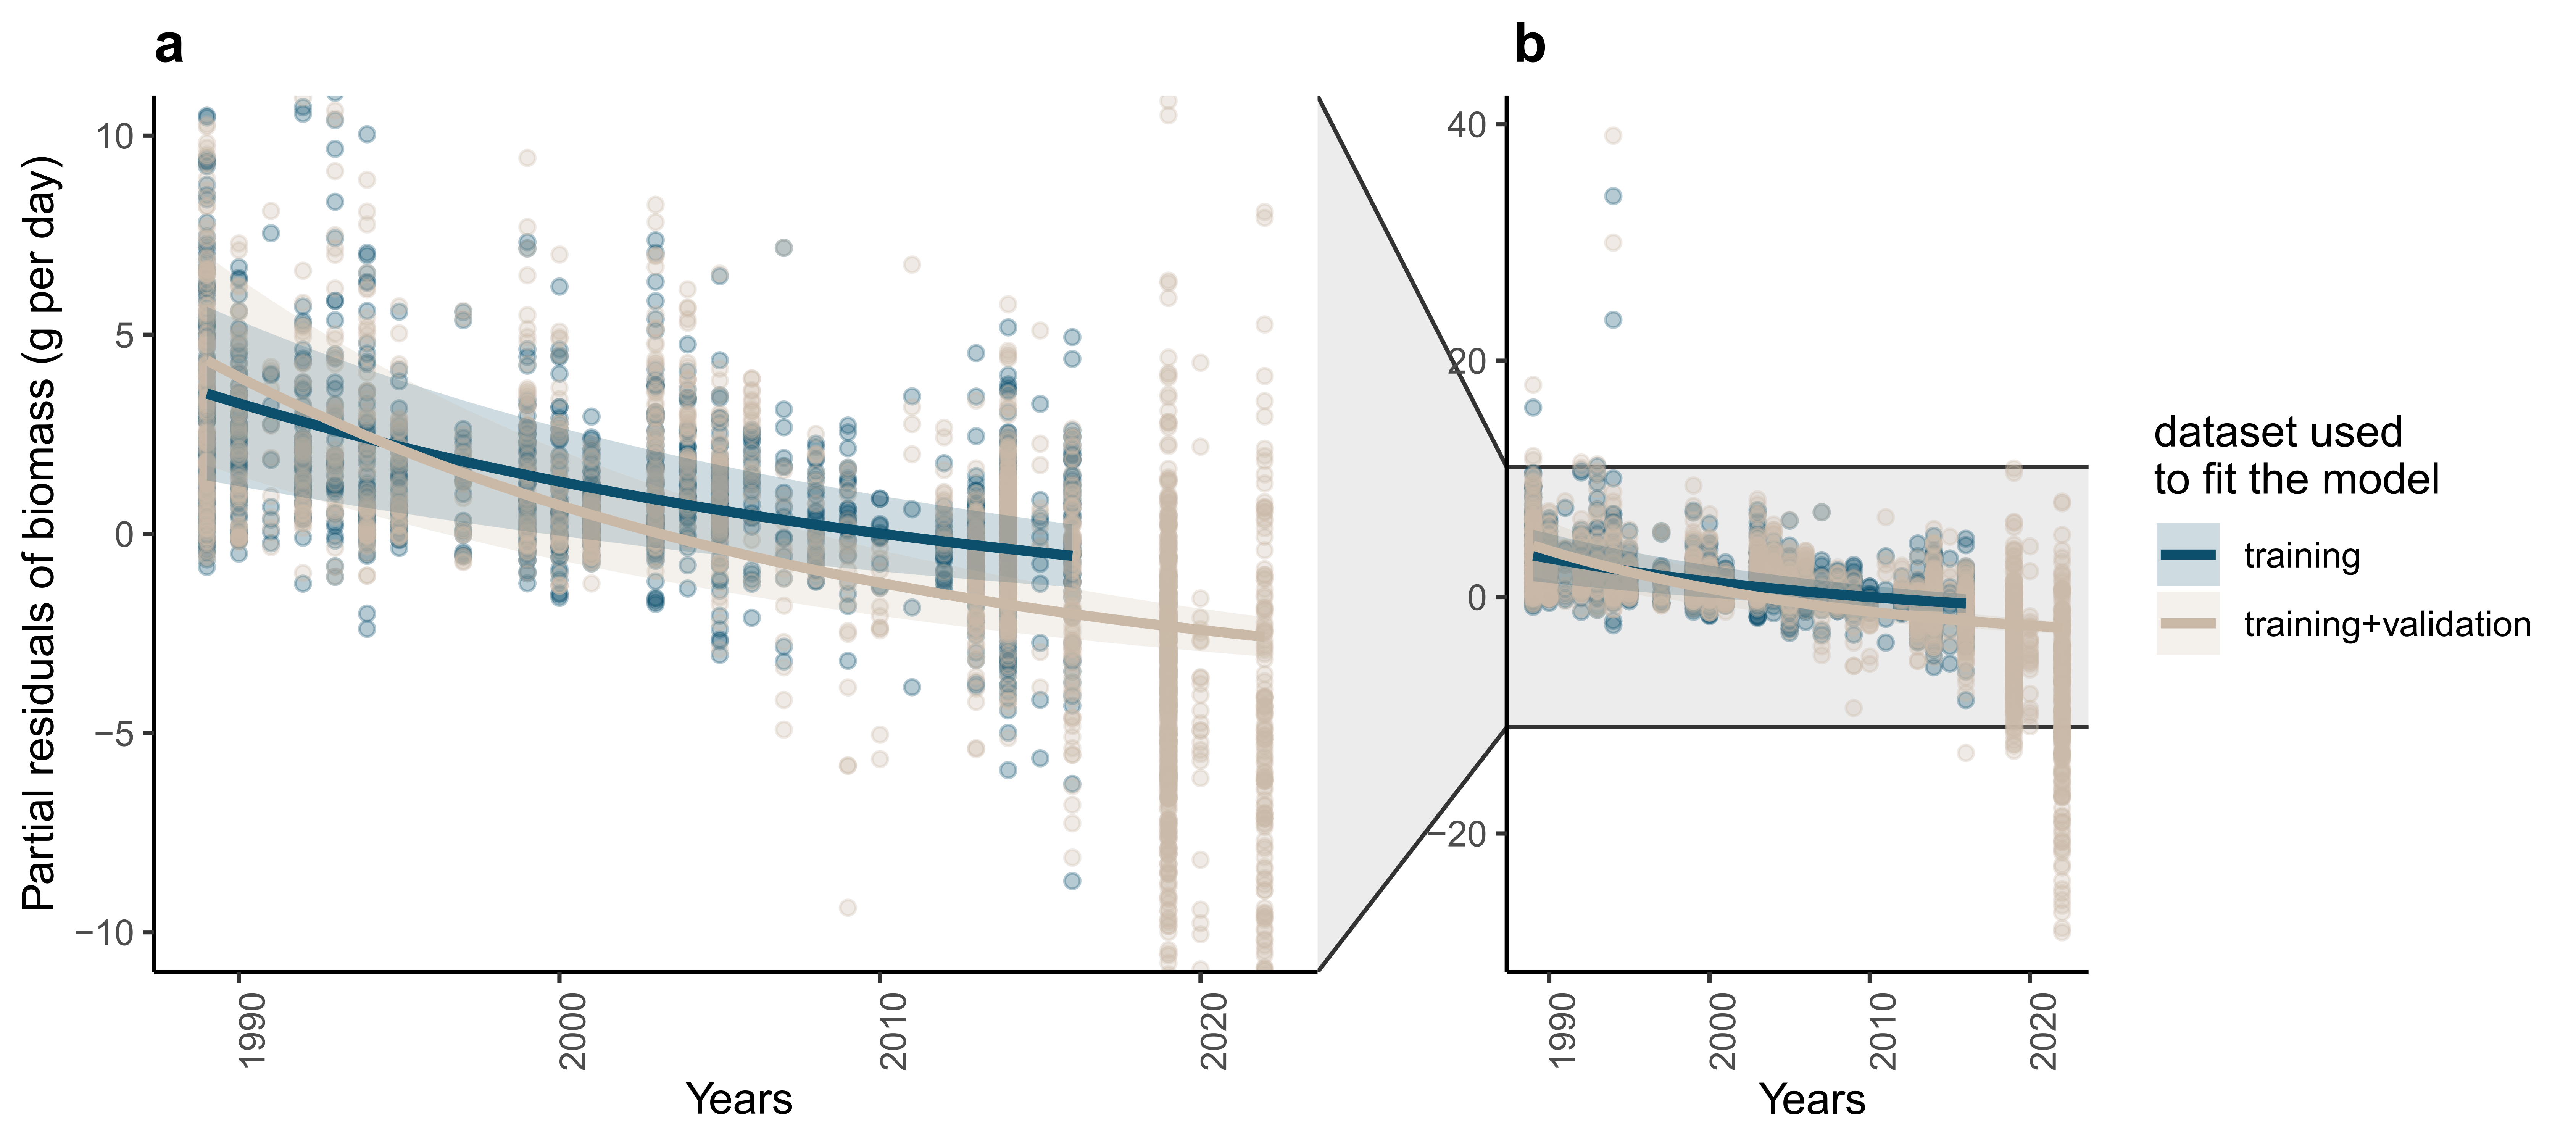 a
b
Partial residuals of biomass (g per day)
10
5
0
−5
−10
1990
2000
2010
2020
Years
40
20
0
−20
1990
2000
2010
2020
Years
dataset used
to fit the model
training
training+validation